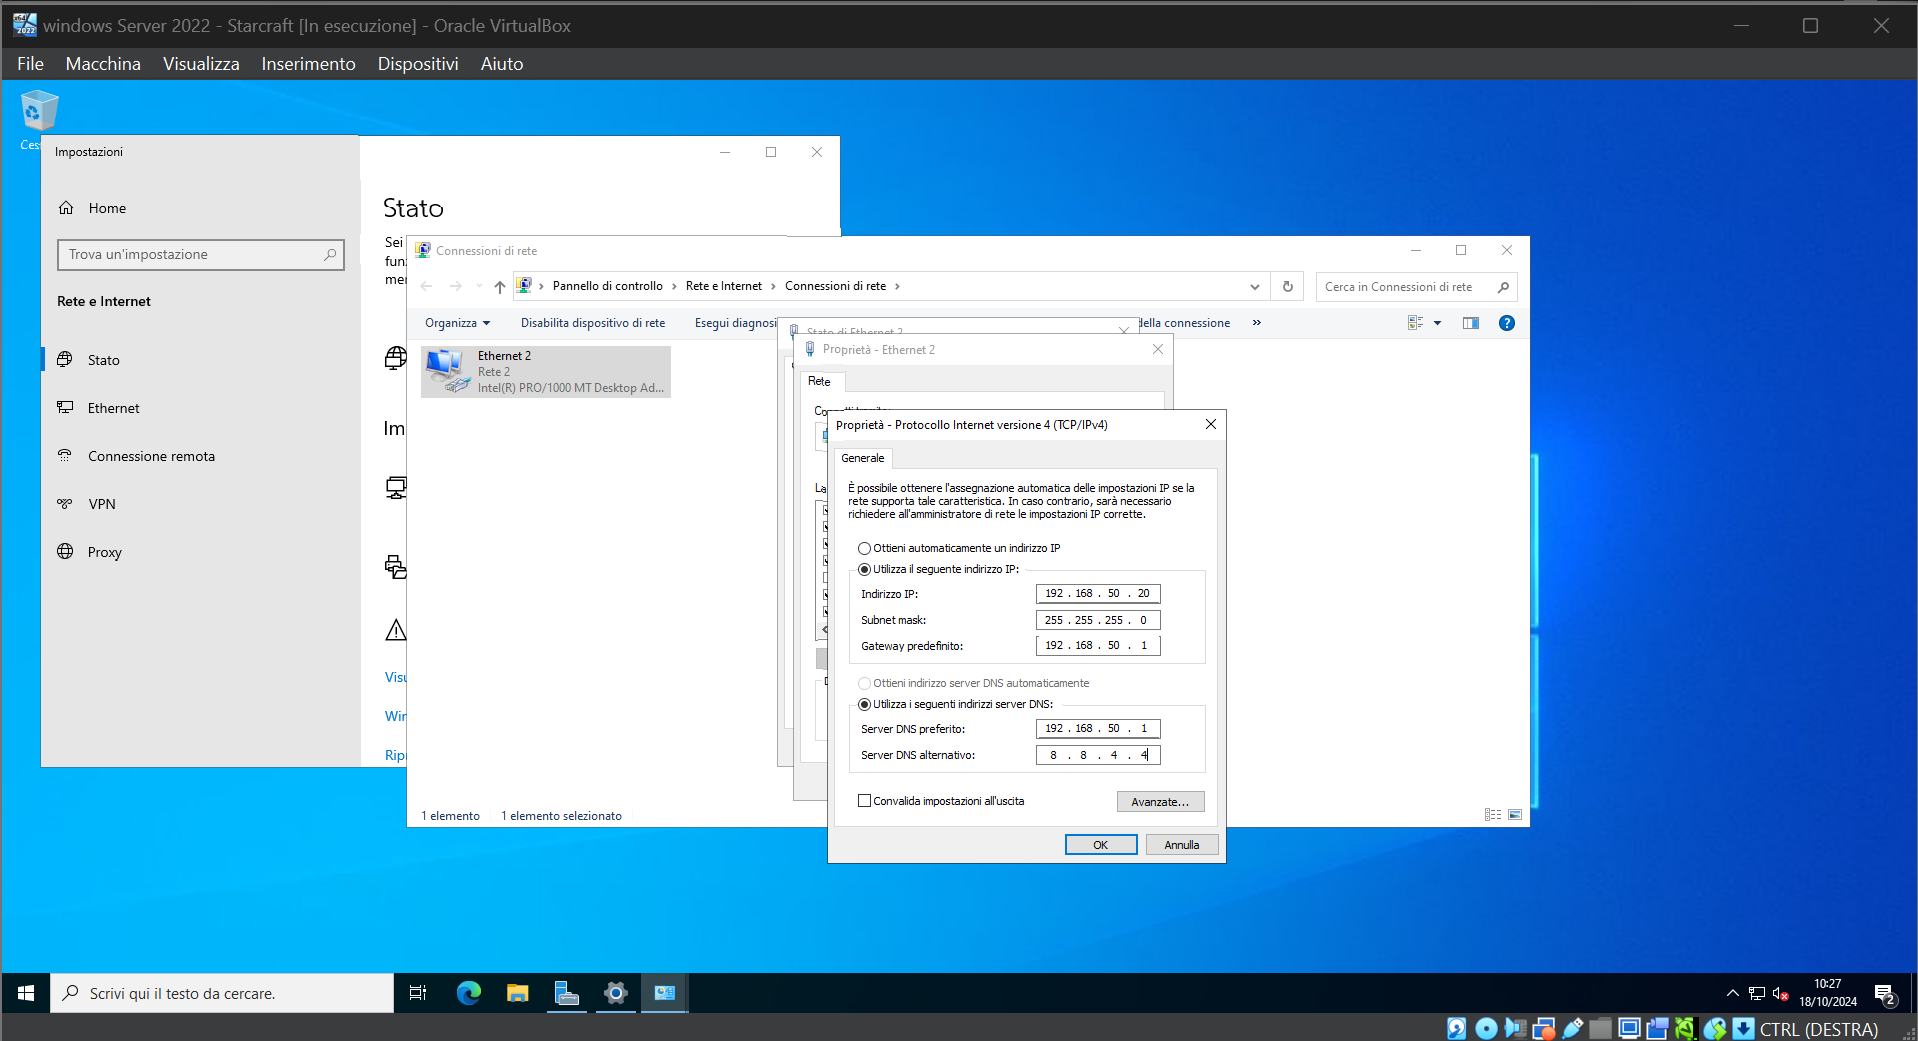 windows Server 2022 - Starcraft [In esecuzione] - Oracle VirtualBox
File Macchina Visualizza Inserimento Dispositivi Aiuto
Impostazioni
Home
Trova un'impostazione
Rete e Internet
Stato
Ethernet
Connessione remota
VPN
Proxy
Stato
Sei
Connessioni di rete
Pannello di controllo › Rete e Internet › Connessioni di rete ›
Cerca in Connessioni di rete
Organizza Disabilita dispositivo di rete Esegui diagnosi della connessione »
Ethernet 2
Rete 2
Intel(R) PRO/1000 MT Desktop Ad...
1 elemento 1 elemento selezionato
Stato di Ethernet 2
Proprietà - Ethernet 2
Rete
Proprietà - Protocollo Internet versione 4 (TCP/IPv4)
Generale
È possibile ottenere l'assegnazione automatica delle impostazioni IP se la
rete supporta tale caratteristica. In caso contrario, sarà necessario
richiedere all'amministratore di rete le impostazioni IP corrette.
Ottieni automaticamente un indirizzo IP
Utilizza il seguente indirizzo IP:
Indirizzo IP: 192 . 168 . 50 . 20
Subnet mask: 255 . 255 . 255 . 0
Gateway predefinito: 192 . 168 . 50 . 1
Ottieni indirizzo server DNS automaticamente
Utilizza i seguenti indirizzi server DNS:
Server DNS preferito: 192 . 168 . 50 . 1
Server DNS alternativo: 8 . 8 . 4 . 4
Convalida impostazioni all'uscita
Avanzate...
OK Annulla
Scrivi qui il testo da cercare.
10:27
18/10/2024
2
CTRL (DESTRA)